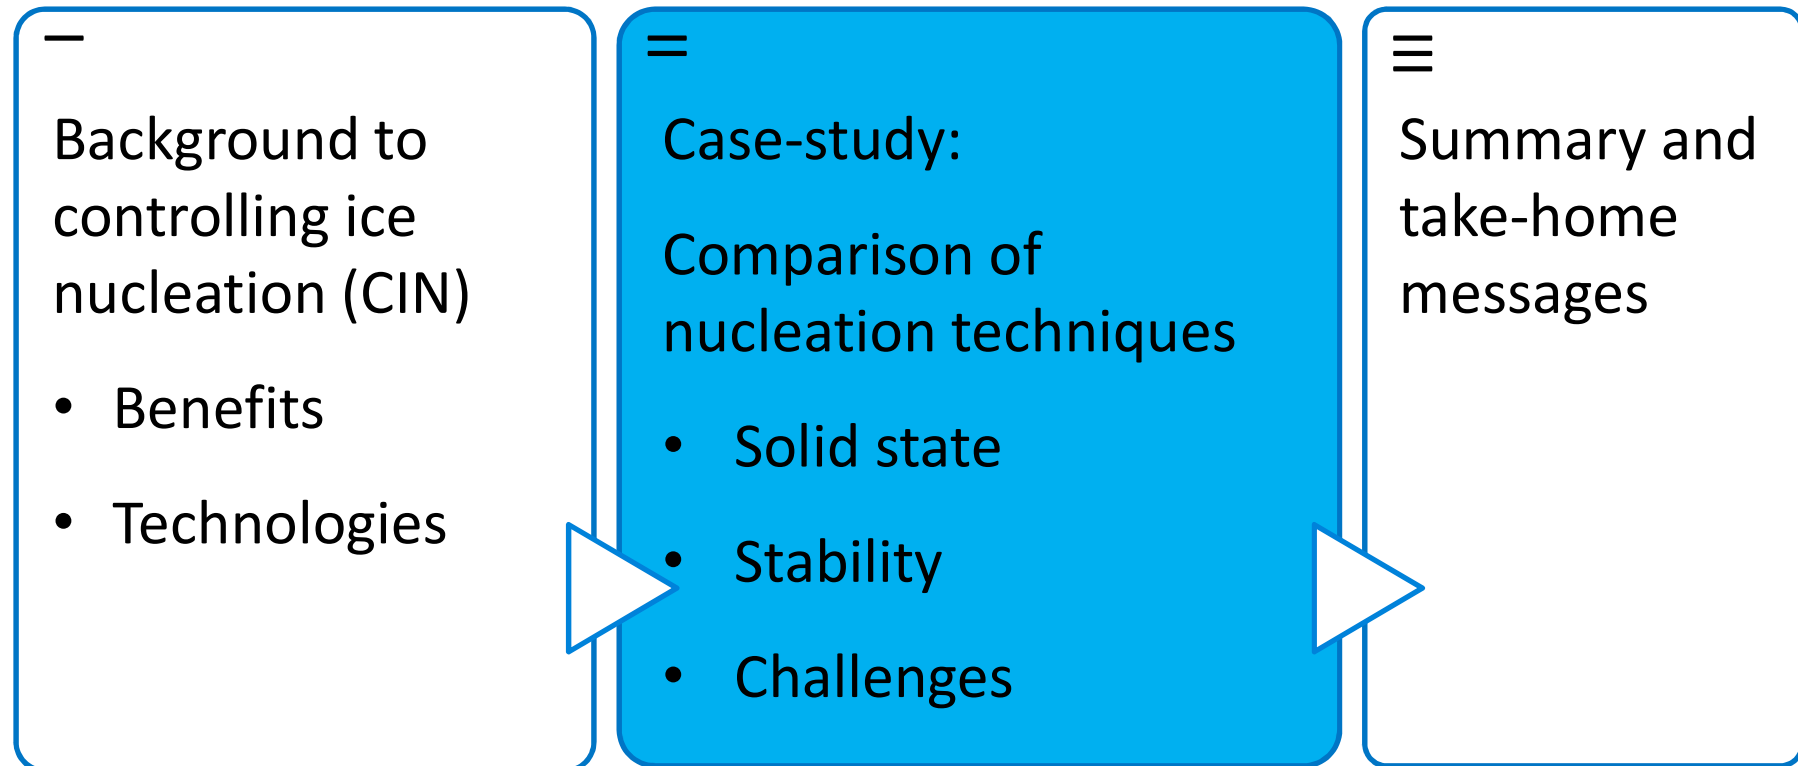 —
Background to
controlling ice
nucleation (CIN)
• Benefits
• Technologies
=
Case-study:
Comparison of
nucleation techniques
• Solid state
• Stability
• Challenges
≡
Summary and
take-home
messages